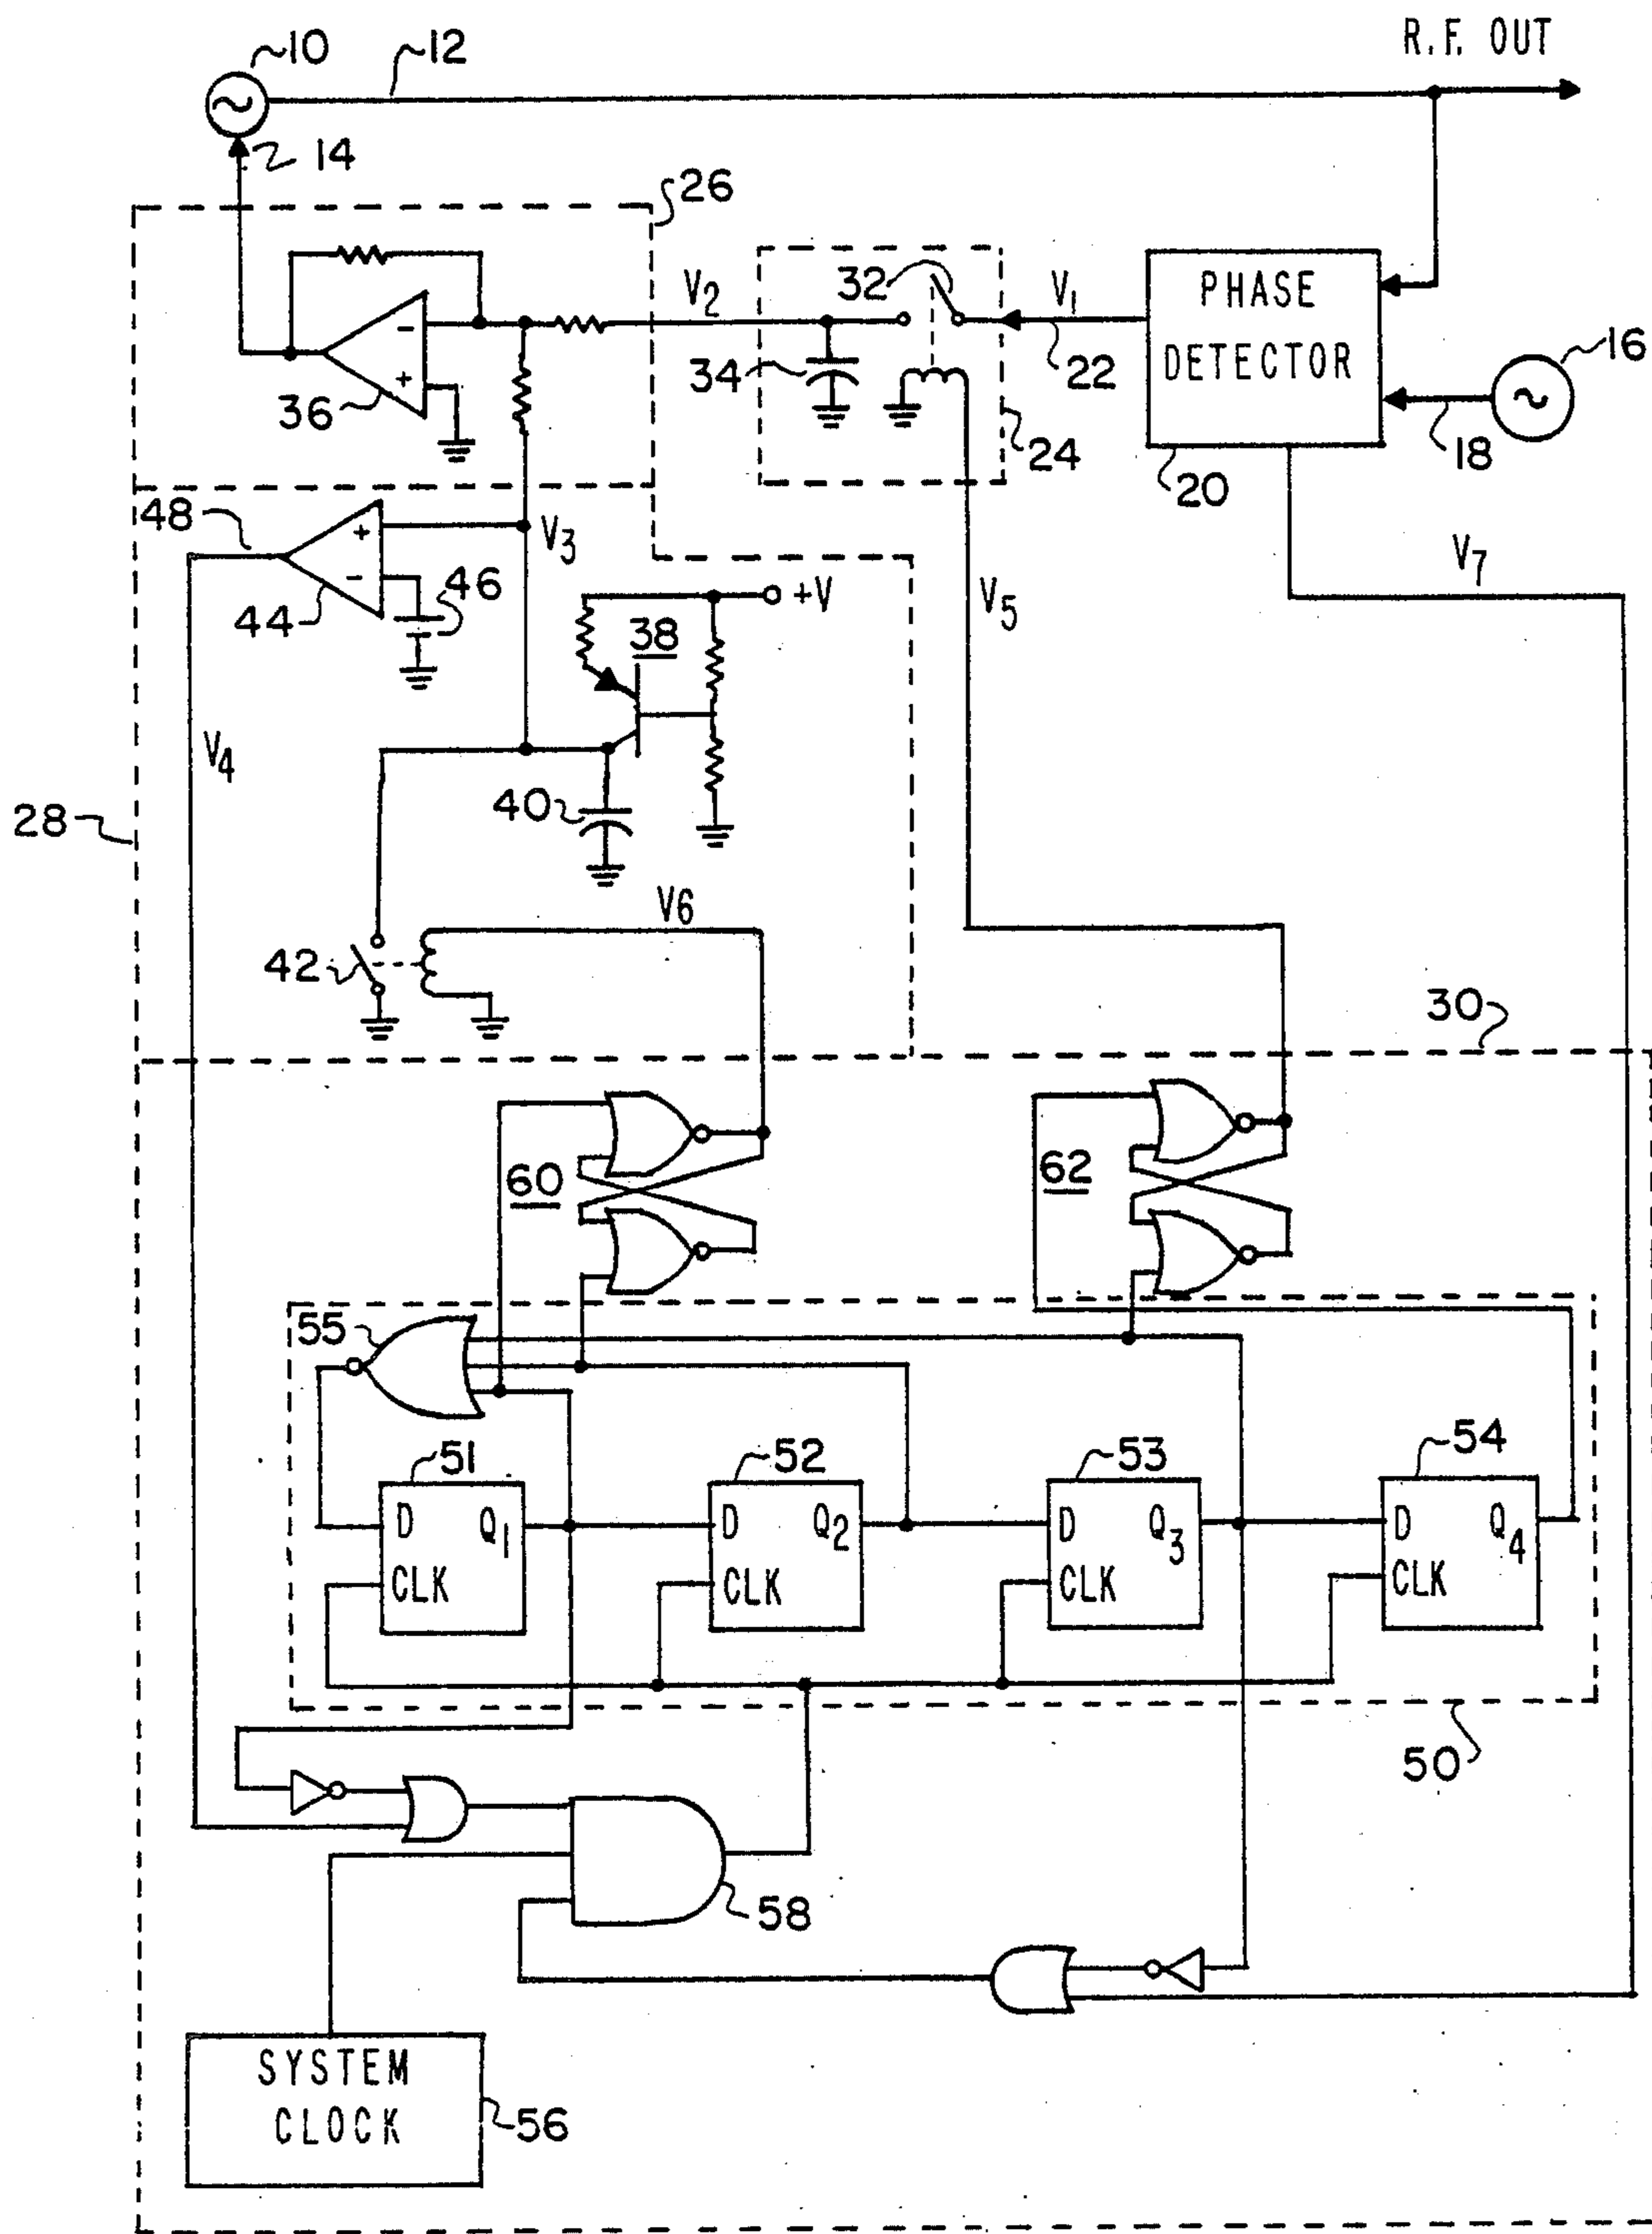 R.F. OUT
10
12
14
26
V2
32
V1
PHASE
DETECTOR
16
34
22
18
20
24
-
+
36
48
V3
+
-
44
46
+V
38
V5
V7
V4
40
28
V6
42
30
60
62
55
51
52
53
54
D Q1
CLK
D Q2
CLK
D Q3
CLK
D Q4
CLK
50
58
SYSTEM
CLOCK
56